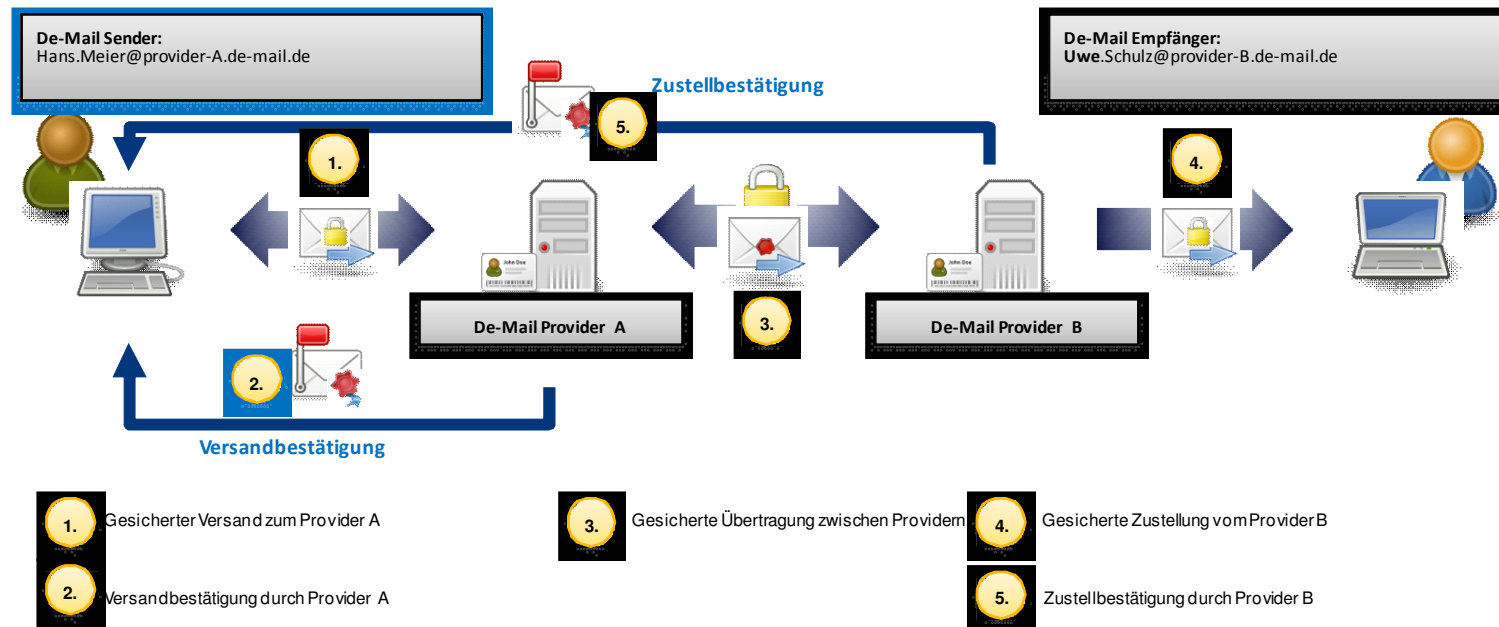 De-Mail Sender:
Hans.Meier@provider-A.de-mail.de
De-Mail Empfänger:
Uwe.Schulz@provider-B.de-mail.de
Zustellbestätigung
5.
1.
4.
John Doe
John Doe
De-Mail Provider A
3.
De-Mail Provider B
2.
Versandbestätigung
1. Gesicherter Versand zum Provider A
3. Gesicherte Übertragung zwischen Providern
4. Gesicherte Zustellung vom Provider B
2. Versandbestätigung durch Provider A
5. Zustellbestätigung durch Provider B